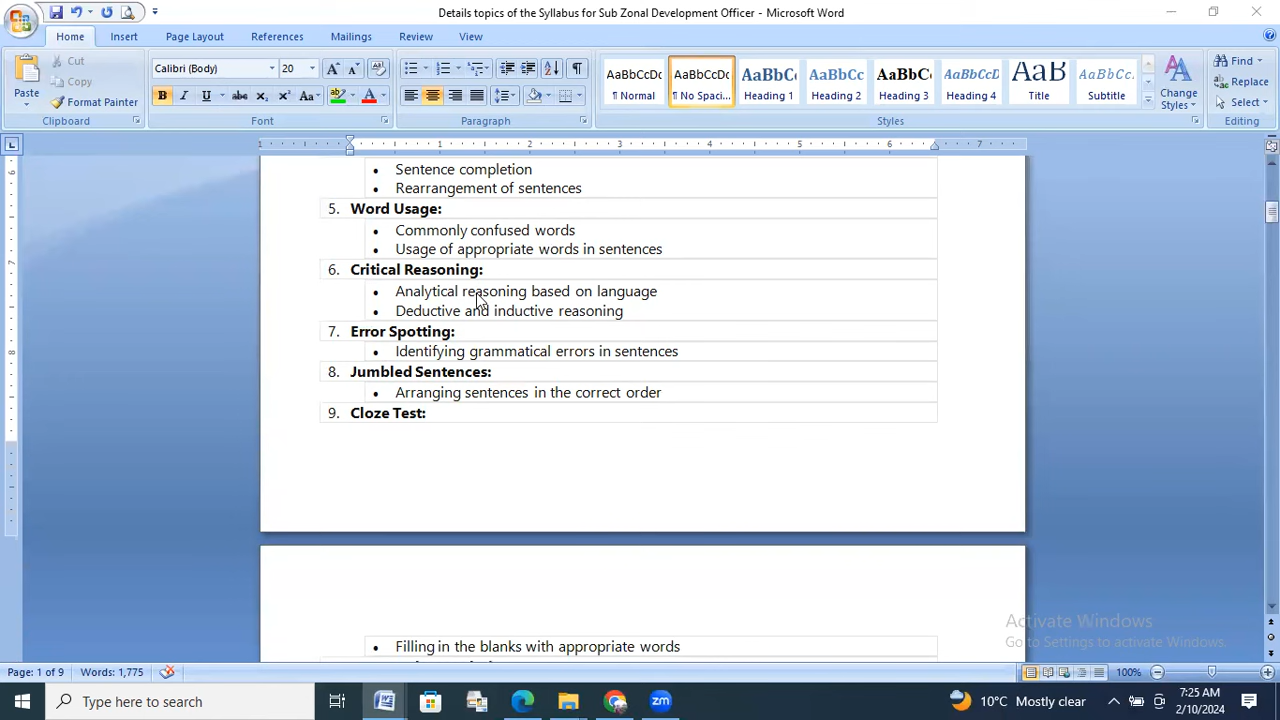 Details topics of the Syllabus for Sub Zonal Development Officer - Microsoft Word
Home Insert Page Layout References Mailings Review View
Paste
Cut
Copy
Format Painter
Clipboard
Calibri (Body) 20
Font
Paragraph
AaBbCcDc AaBbCcDc AaBbCc AaBbCc AaBbCc AaBbCcD AaB AaBbCc.
¶ Normal ¶ No Spaci... Heading 1 Heading 2 Heading 3 Heading 4 Title Subtitle
Change
Styles
Styles
Find
Replace
Select
Editing
• Sentence completion
• Rearrangement of sentences
5. Word Usage:
• Commonly confused words
• Usage of appropriate words in sentences
6. Critical Reasoning:
• Analytical reasoning based on language
• Deductive and inductive reasoning
7. Error Spotting:
• Identifying grammatical errors in sentences
8. Jumbled Sentences:
• Arranging sentences in the correct order
9. Cloze Test:
• Filling in the blanks with appropriate words
Activate Windows
Go to Settings to activate Windows.
Page: 1 of 9 Words: 1,775 100%
Type here to search
10°C Mostly clear
7:25 AM
2/10/2024